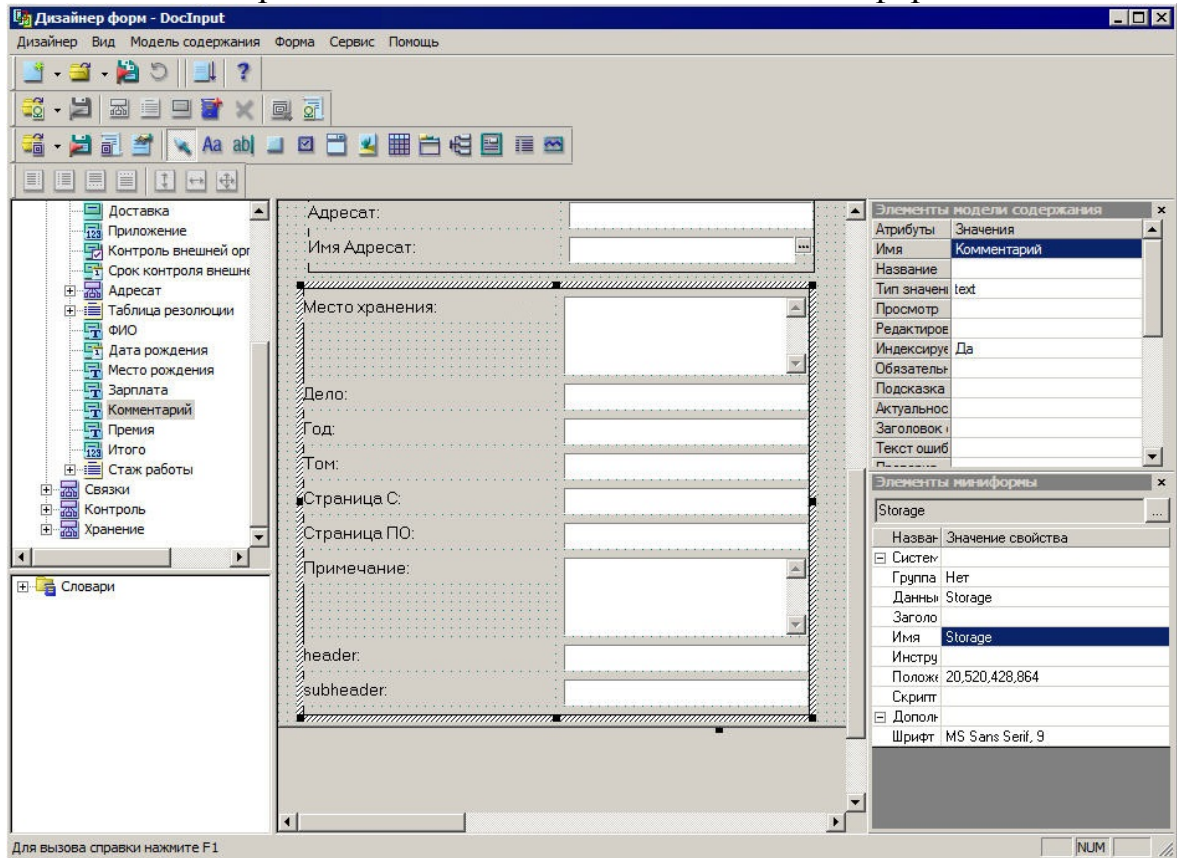 Дизайнер форм - DocInput
Дизайнер Вид Модель содержания Форма Сервис Помощь
Aa ab|
Доставка
Приложение
Контроль внешней орг
Срок контроля внешне
Адресат
Таблица резолюции
ФИО
Дата рождения
Место рождения
Зарплата
Комментарий
Премия
Итого
Стаж работы
Связки
Контроль
Хранение
Словари
Адресат:
Имя Адресат:
...
Место хранения:
Дело:
Год:
Том:
Страница С:
Страница ПО:
Примечание:
header:
subheader:
Элементы модели содержания
Атрибуты Значения
Имя Комментарий
Название
Тип значен text
Просмотр
Редактиров
Индексируе Да
Обязательн
Подсказка
Актуальнос
Заголовок
Текст ошиб
Элементы миниформы
Storage ...
Назван Значение свойства
Систем
Группа Нет
Данны Storage
Заголо
Имя Storage
Инстру
Положе 20,520,428,864
Скрипт
Дополн
Шрифт MS Sans Serif, 9
Для вызова справки нажмите F1
NUM